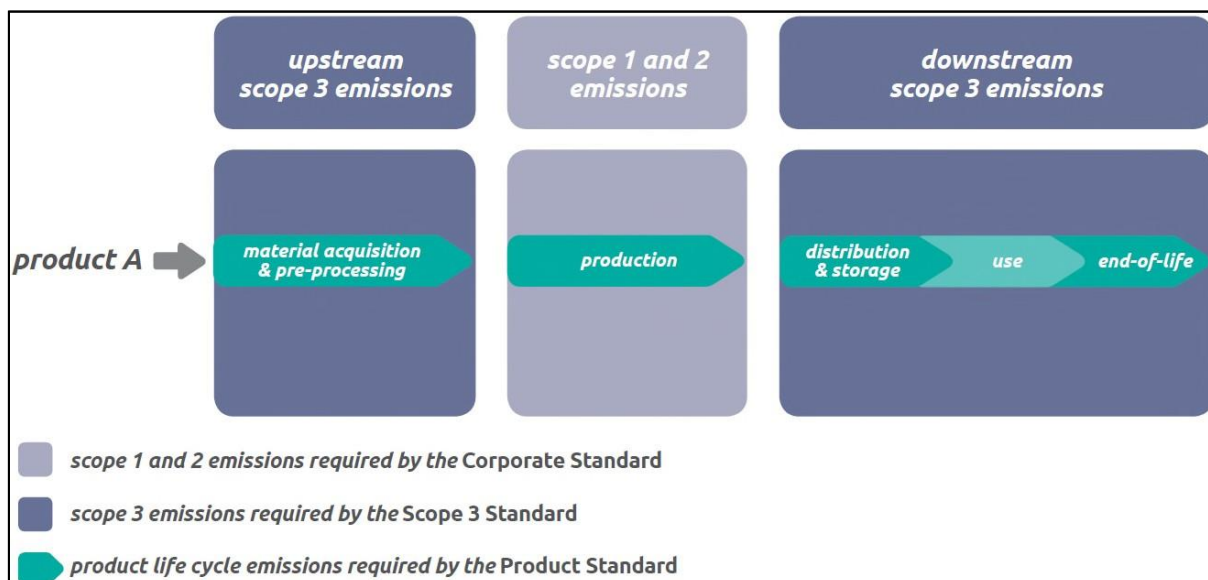 upstream
scope 3 emissions
scope 1 and 2
emissions
downstream
scope 3 emissions
product A
material acquisition
& pre-processing
production
distribution
& storage
use
end-of-life
scope 1 and 2 emissions required by the Corporate Standard
scope 3 emissions required by the Scope 3 Standard
product life cycle emissions required by the Product Standard